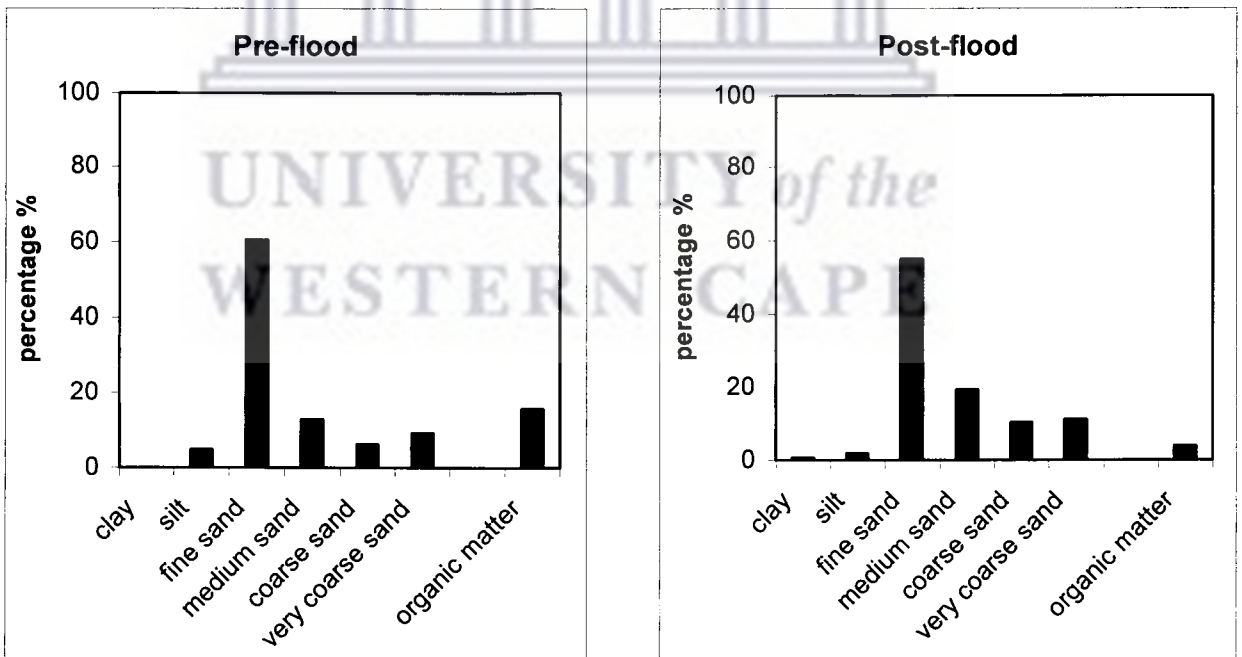 Pre-flood
100
80
60
40
20
0
percentage %
clay
silt
fine sand
medium sand
coarse sand
very coarse sand
organic matter
Post-flood
100
80
60
40
20
0
percentage %
clay
silt
fine sand
medium sand
coarse sand
very coarse sand
organic matter
UNIVERSITY of the
WESTERN CAPE